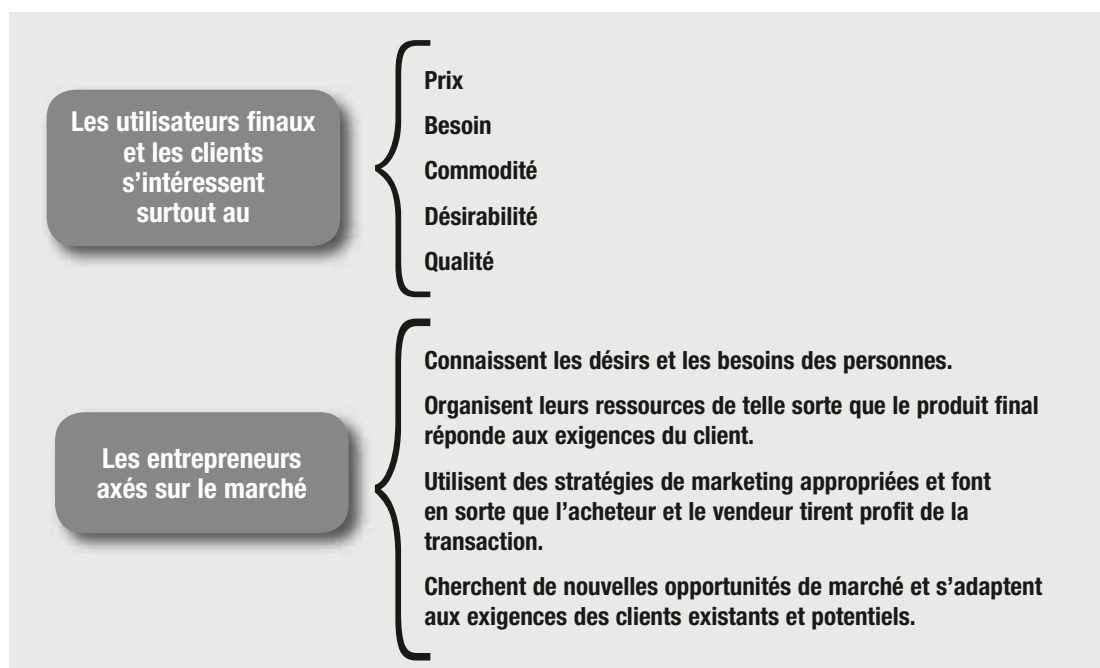 Les utilisateurs finaux
et les clients
s'intéressent
surtout au
Prix
Besoin
Commodité
Désirabilité
Qualité
Les entrepreneurs
axés sur le marché
Connaissent les désirs et les besoins des personnes.
Organisent leurs ressources de telle sorte que le produit final
réponde aux exigences du client.
Utilisent des stratégies de marketing appropriées et font
en sorte que l'acheteur et le vendeur tirent profit de la
transaction.
Cherchent de nouvelles opportunités de marché et s'adaptent
aux exigences des clients existants et potentiels.